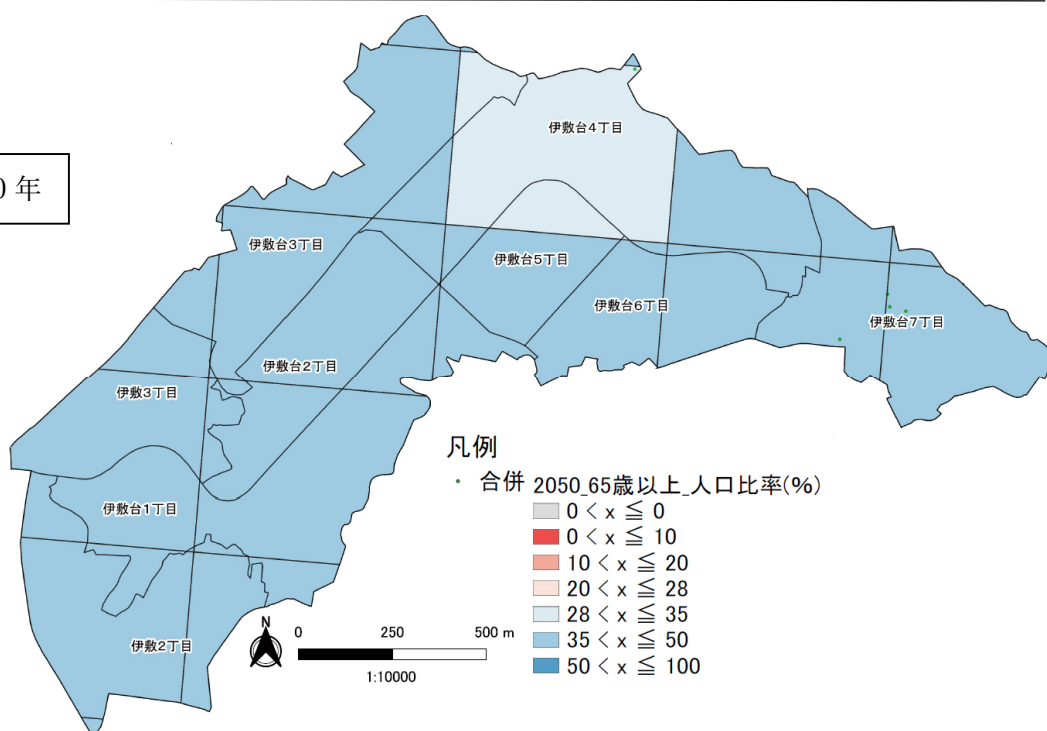 0 年
伊敷台4丁目
伊敷台3丁目
伊敷台5丁目
伊敷台6丁目
伊敷台7丁目
伊敷台2丁目
伊敷3丁目
伊敷台1丁目
伊敷2丁目
凡例
合併
2050_65歳以上_人口比率(%)
0 < x ≦ 0
0 < x ≦ 10
10 < x ≦ 20
20 < x ≦ 28
28 < x ≦ 35
35 < x ≦ 50
50 < x ≦ 100
N
0 250 500 m
1:10000